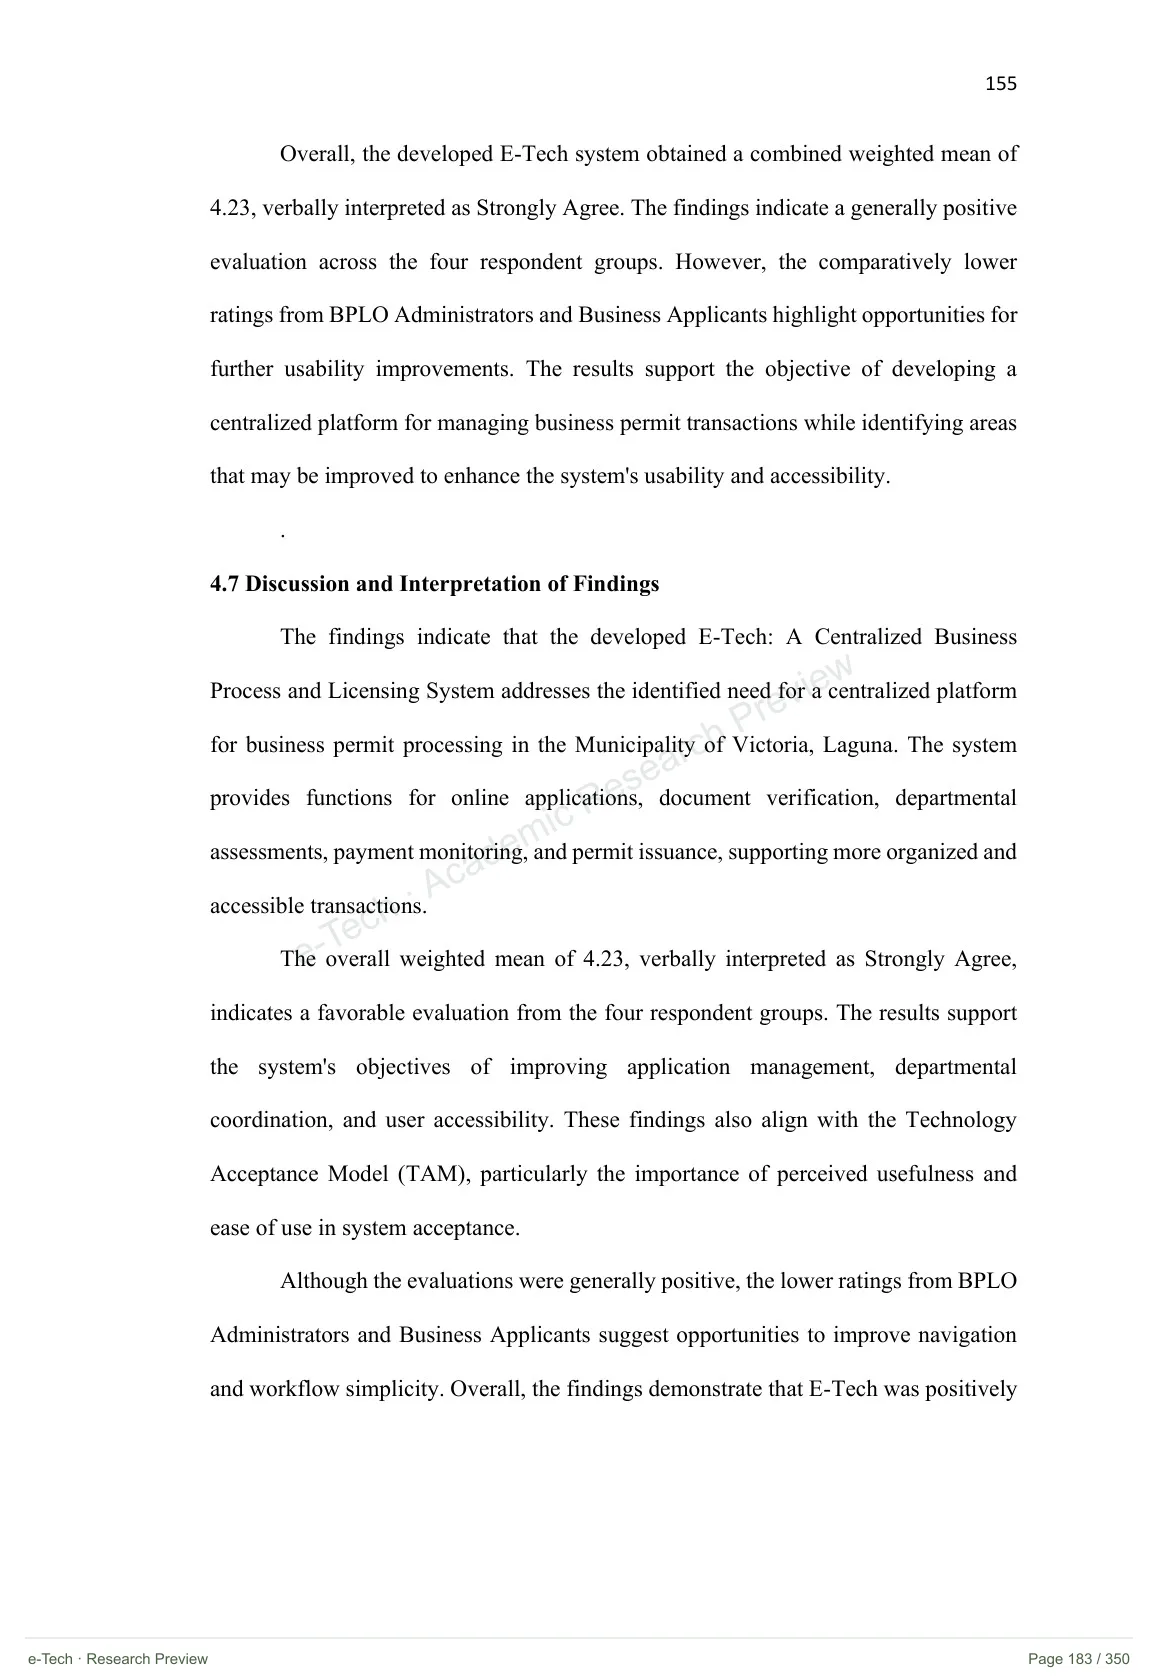 155
Overall, the developed E-Tech system obtained a combined weighted mean of
4.23, verbally interpreted as Strongly Agree. The findings indicate a generally positive
evaluation across the four respondent groups. However, the comparatively lower
ratings from BPLO Administrators and Business Applicants highlight opportunities for
further usability improvements. The results support the objective of developing a
centralized platform for managing business permit transactions while identifying areas
that may be improved to enhance the system's usability and accessibility.
.
4.7 Discussion and Interpretation of Findings
The findings indicate that the developed E-Tech: A Centralized Business
Process and Licensing System addresses the identified need for a centralized platform
for business permit processing in the Municipality of Victoria, Laguna. The system
provides functions for online applications, document verification, departmental
assessments, payment monitoring, and permit issuance, supporting more organized and
accessible transactions.
The overall weighted mean of 4.23, verbally interpreted as Strongly Agree,
indicates a favorable evaluation from the four respondent groups. The results support
the system's objectives of improving application management, departmental
coordination, and user accessibility. These findings also align with the Technology
Acceptance Model (TAM), particularly the importance of perceived usefulness and
ease of use in system acceptance.
Although the evaluations were generally positive, the lower ratings from BPLO
Administrators and Business Applicants suggest opportunities to improve navigation
and workflow simplicity. Overall, the findings demonstrate that E-Tech was positively
e-Tech · Academic Research Preview
e-Tech · Research Preview
Page 183 / 350